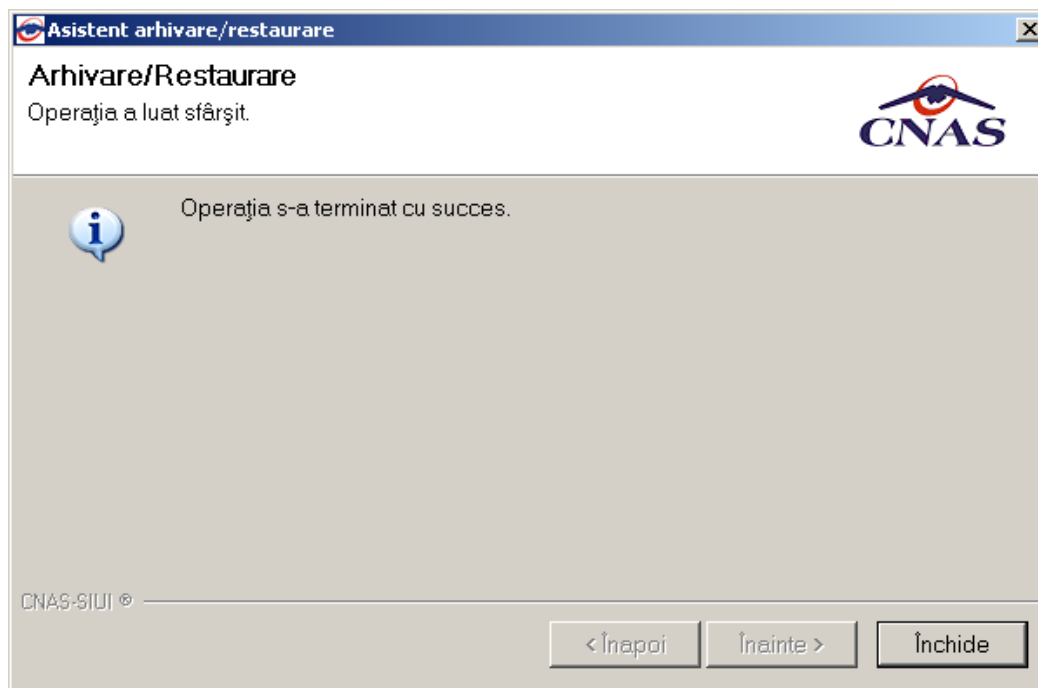 Asistent arhivare/restaurare
Arhivare/Restaurare
Operaţia a luat sfârşit.
CNAS
Operaţia s-a terminat cu succes.
CNAS-SIUI ®
< Înapoi
Înainte >
Închide